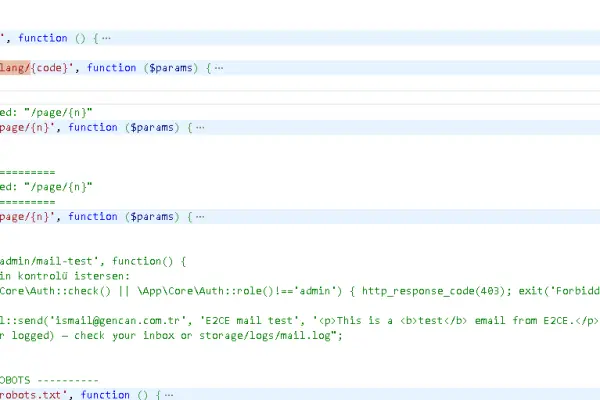 ', function () {…
lang/{code}', function ($params) {…
ed: "/page/{n}"
page/{n}', function ($params) {…
=========
ed: "/page/{n}"
=========
page/{n}', function ($params) {…
admin/mail-test', function() {
in kontrolü istersen:
Core\Auth::check() || \App\Core\Auth::role()!=='admin') { http_response_code(403); exit('Forbidd
l::send('ismail@gencan.com.tr', 'E2CE mail test', '<p>This is a <b>test</b> email from E2CE.</p>
r logged) — check your inbox or storage/logs/mail.log";
OBOTS ----------
robots.txt', function () {…